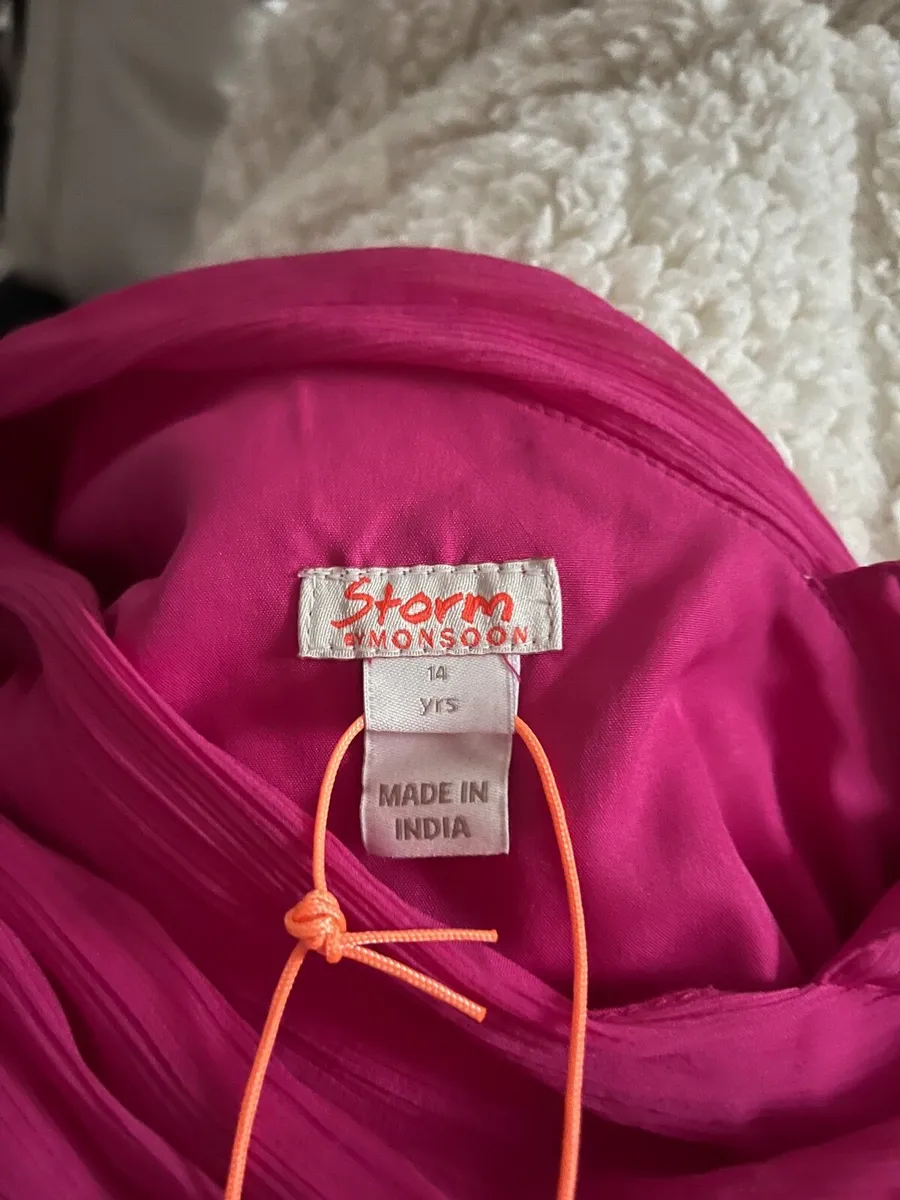 Storm
BY MONSOON
14
yrs
MADE IN
INDIA